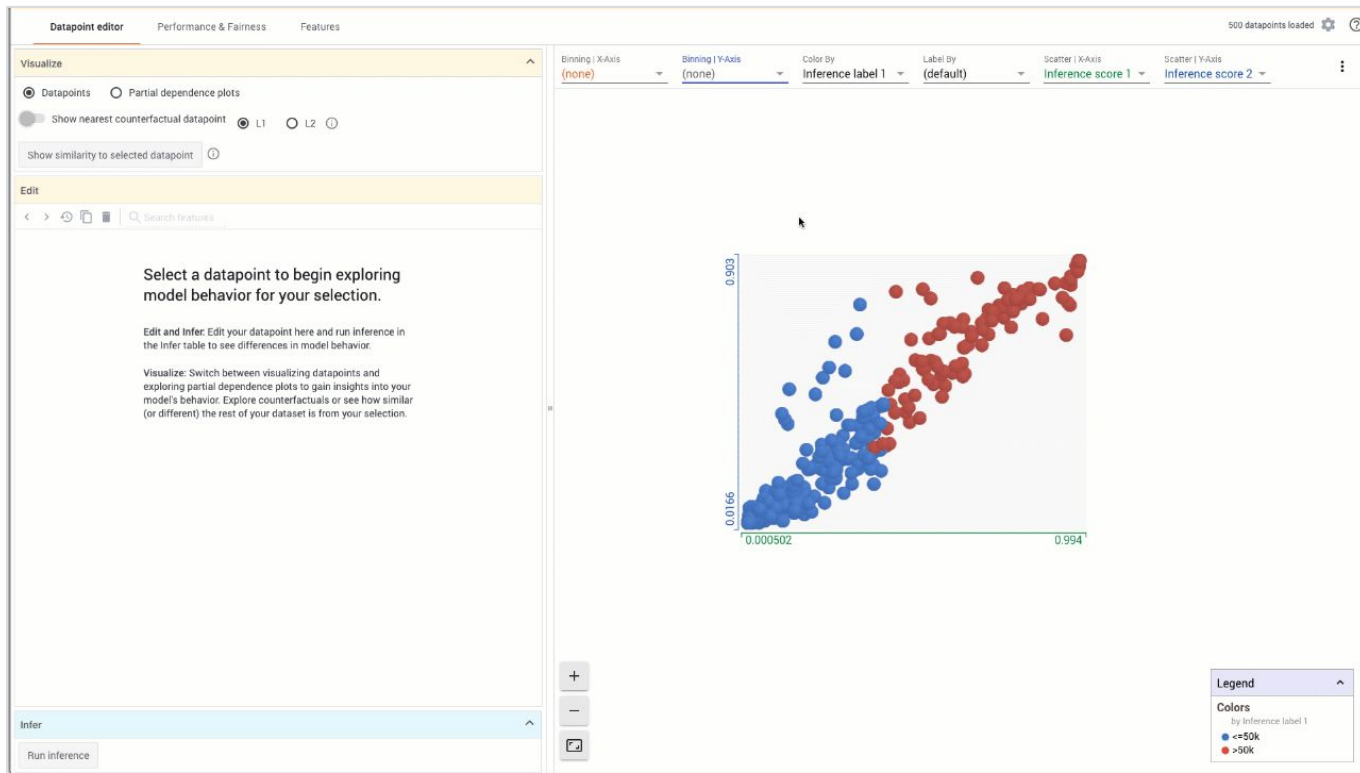 Datapoint editor
Performance & Fairness
Features
500 datapoints loaded
Visualize
Datapoints
Partial dependence plots
Show nearest counterfactual datapoint
L1
L2
Show similarity to selected datapoint
Edit
Search features
Select a datapoint to begin exploring
model behavior for your selection.
Edit and Infer: Edit your datapoint here and run inference in
the Infer table to see differences in model behavior.
Visualize: Switch between visualizing datapoints and
exploring partial dependence plots to gain insights into your
model's behavior. Explore counterfactuals or see how similar
(or different) the rest of your dataset is from your selection.
Infer
Run inference
Binning | X-Axis
(none)
Binning | Y-Axis
(none)
Color By
Inference label 1
Label By
(default)
Scatter | X-Axis
Inference score 1
Scatter | Y-Axis
Inference score 2
0.903
0.0166
0.000502
0.994
Legend
Colors
by Inference label 1
<=50k
>50k